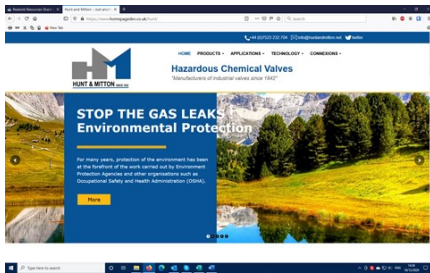 Hunt and Mitton
HOME PRODUCTS APPLICATIONS TECHNOLOGY CONNEXIONS
HUNT & MITTON
Hazardous Chemical Valves
"Manufacturers of industrial valves since 1842"
STOP THE GAS LEAKS
Environmental Protection
For many years, protection of the environment has been
at the forefront of the work carried out by Environment
Protection Agencies and other organisations such as
Occupational Safety and Health Administration (OSHA).
More
Type here to search